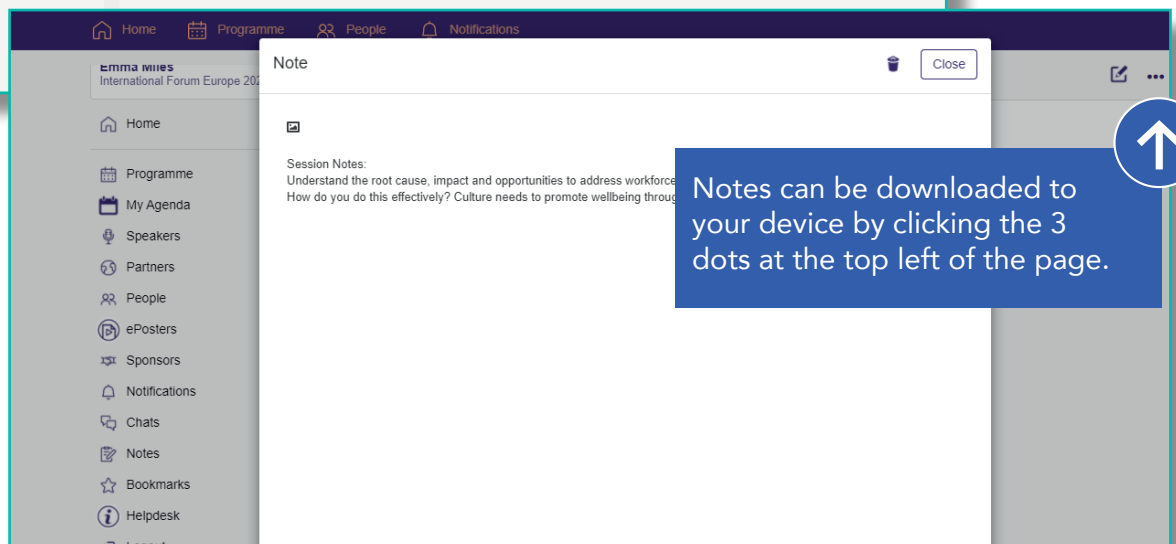 Home Programme People Notifications
Emma Miles
International Forum Europe 202
Note Close
Home
Programme
My Agenda
Speakers
Partners
People
ePosters
Sponsors
Notifications
Chats
Notes
Bookmarks
Helpdesk
Logout
Session Notes:
Understand the root cause, impact and opportunities to address workforce
How do you do this effectively? Culture needs to promote wellbeing throug
Notes can be downloaded to
your device by clicking the 3
dots at the top left of the page.